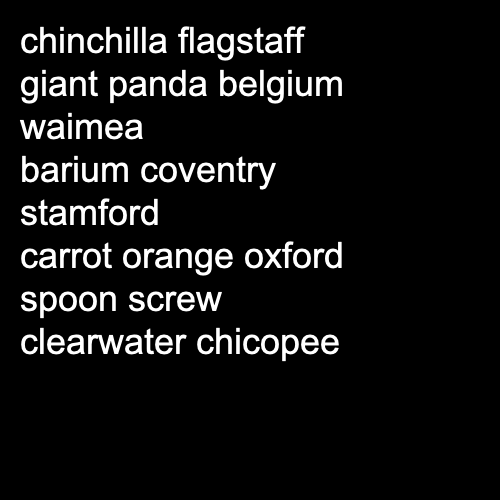 chinchilla flagstaff
giant panda belgium
waimea
barium coventry
stamford
carrot orange oxford
spoon screw
clearwater chicopee